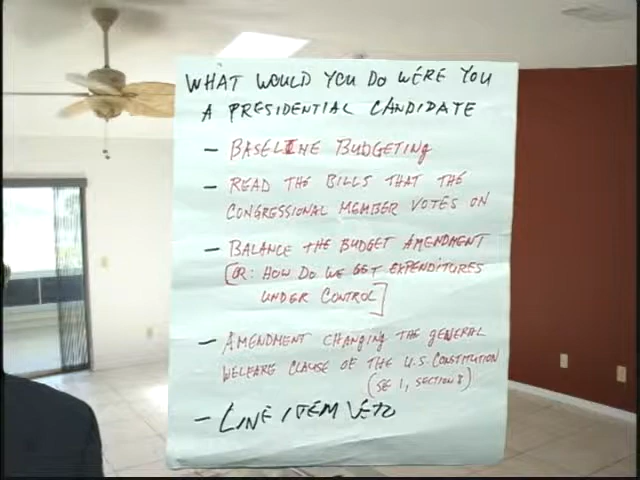 WHAT WOULD YOU DO WERE YOU
A PRESIDENTIAL CANDIDATE
- BASELINE BUDGETING
- READ THE BILLS THAT THE
CONGRESSIONAL MEMBER VOTES ON
- BALANCE THE BUDGET AMENDMENT
[OR: HOW DO WE GET EXPENDITURES
UNDER CONTROL]
- AMENDMENT CHANGING THE GENERAL
WELFARE CLAUSE OF THE U.S. CONSTITUTION
(SE 1, SECTION 8)
- LINE ITEM VETO